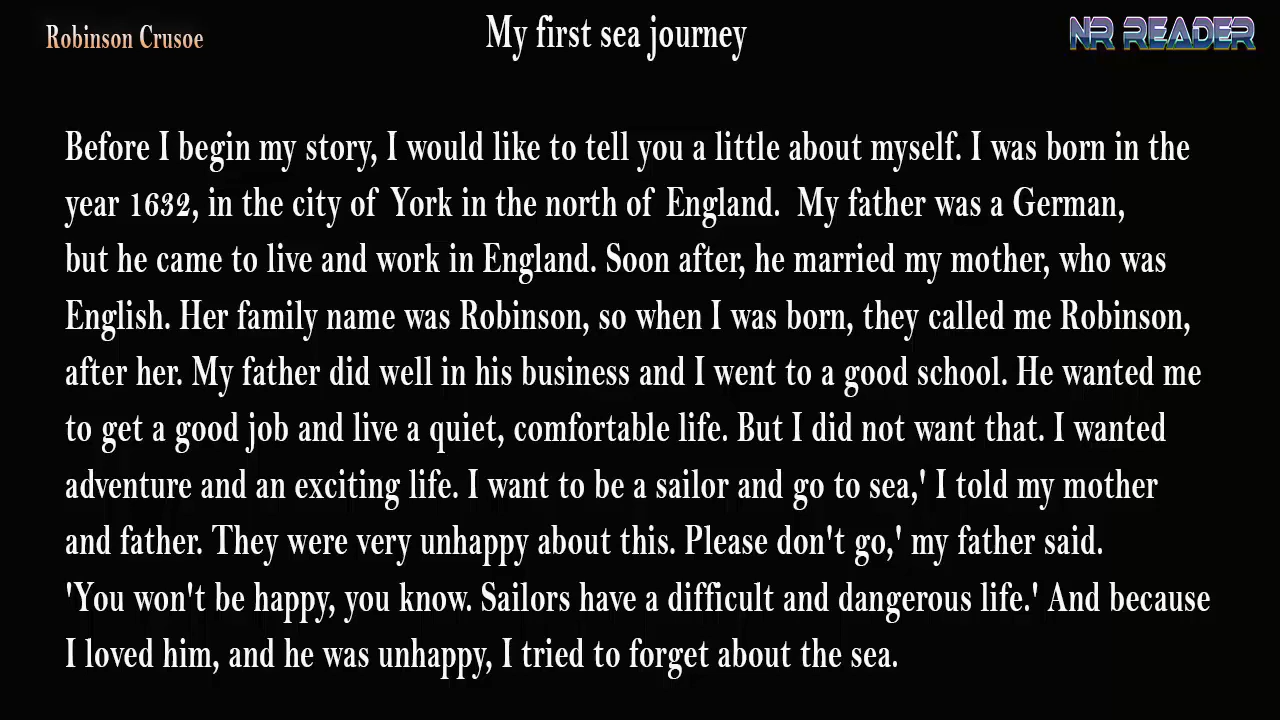 Robinson Crusoe
My first sea journey
NR READER
Before I begin my story, I would like to tell you a little about myself. I was born in the
year 1632, in the city of York in the north of England. My father was a German,
but he came to live and work in England. Soon after, he married my mother, who was
English. Her family name was Robinson, so when I was born, they called me Robinson,
after her. My father did well in his business and I went to a good school. He wanted me
to get a good job and live a quiet, comfortable life. But I did not want that. I wanted
adventure and an exciting life. I want to be a sailor and go to sea,' I told my mother
and father. They were very unhappy about this. Please don't go,' my father said.
'You won't be happy, you know. Sailors have a difficult and dangerous life.' And because
I loved him, and he was unhappy, I tried to forget about the sea.